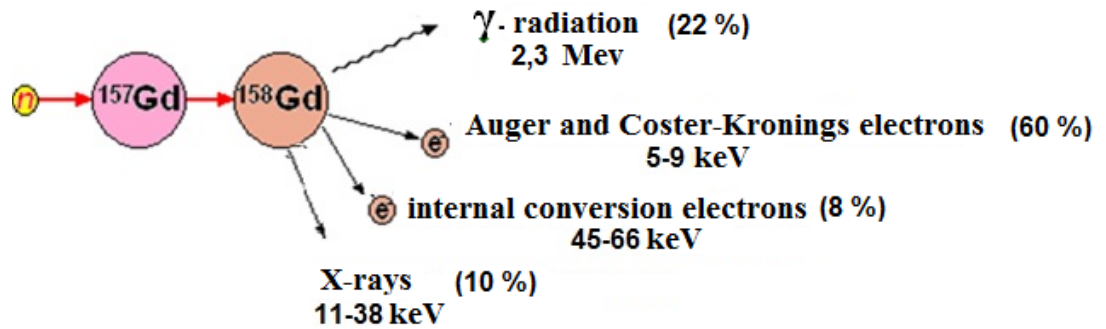 γ- radiation (22 %)
2,3 Mev
n
157Gd
158Gd
Auger and Coster-Kronings electrons (60 %)
e-
5-9 keV
e- internal conversion electrons (8 %)
45-66 keV
X-rays (10 %)
11-38 keV